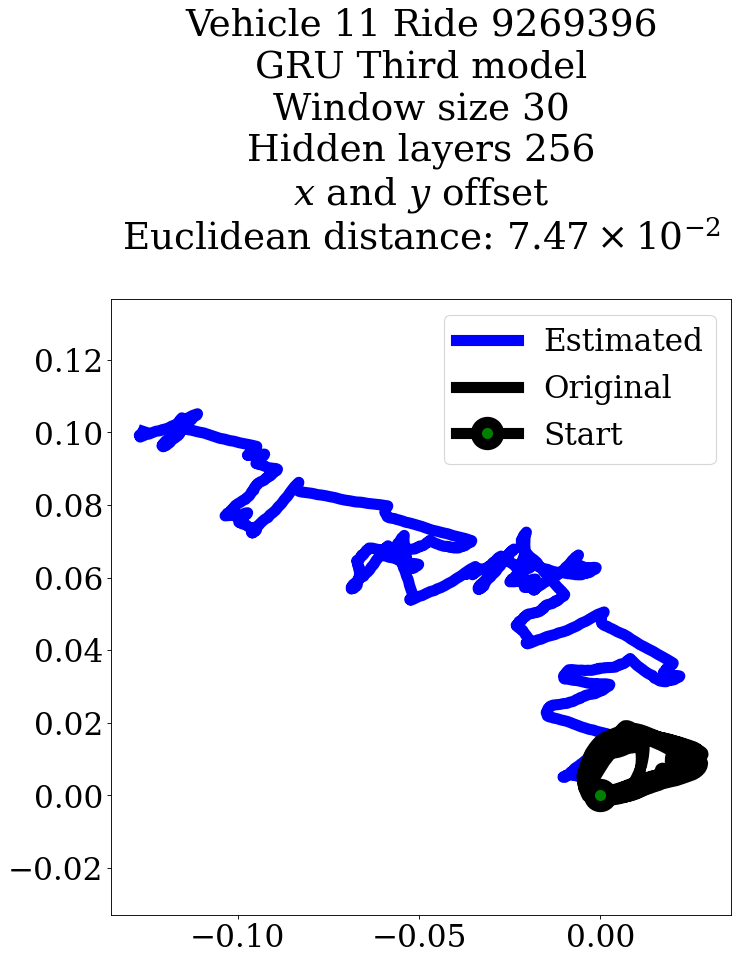 Vehicle 11 Ride 9269396
GRU Third model
Window size 30
Hidden layers 256
x and y offset
Euclidean distance: 7.47 × 10⁻²
Estimated
Original
Start
0.12
0.10
0.08
0.06
0.04
0.02
0.00
−0.02
−0.10 −0.05 0.00